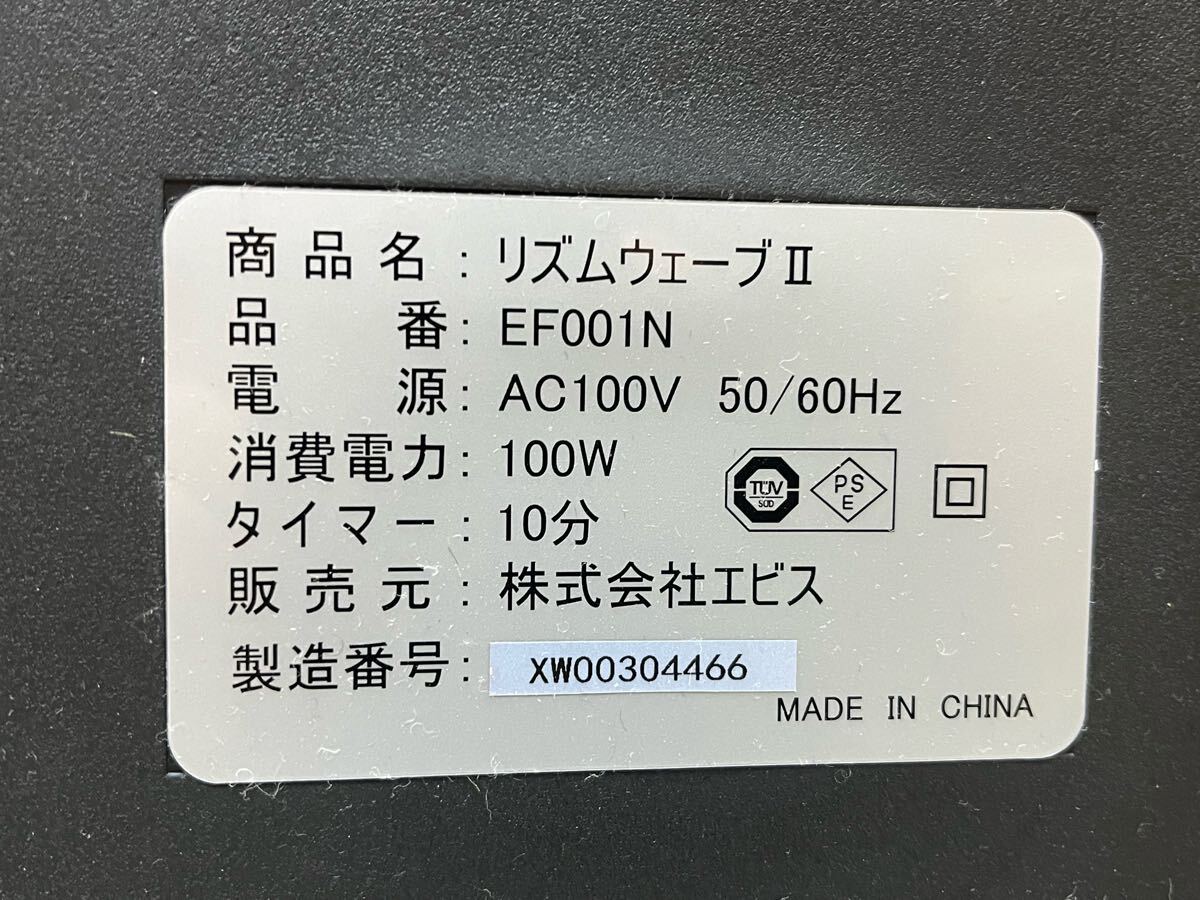 商品名：リズムウェーブⅡ
品番：EF001N
電源：AC100V 50/60Hz
消費電力：100W
タイマー：10分
TÜV
SÜD
PS
E
販売元：株式会社エビス
製造番号：XW00304466
MADE IN CHINA